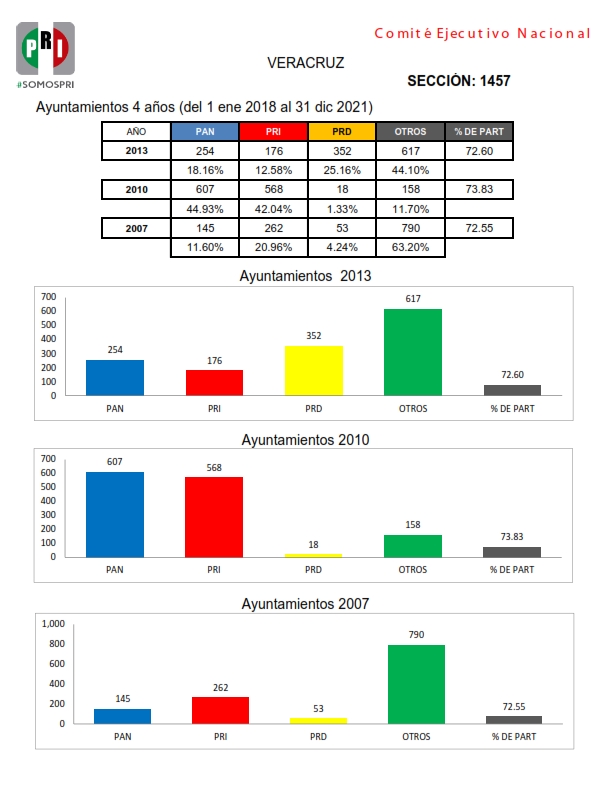 PRI
#SOMOSPRI
Comité Ejecutivo Nacional
VERACRUZ
SECCIÓN: 1457
Ayuntamientos 4 años (del 1 ene 2018 al 31 dic 2021)
AÑO PAN PRI PRD OTROS % DE PART
2013 254 176 352 617 72.60
18.16% 12.58% 25.16% 44.10%
2010 607 568 18 158 73.83
44.93% 42.04% 1.33% 11.70%
2007 145 262 53 790 72.55
11.60% 20.96% 4.24% 63.20%
Ayuntamientos 2013
700
600
500
400
300
200
100
0
254 176 352 617 72.60
PAN PRI PRD OTROS % DE PART
Ayuntamientos 2010
700
600
500
400
300
200
100
0
607 568 18 158 73.83
PAN PRI PRD OTROS % DE PART
Ayuntamientos 2007
1,000
800
600
400
200
0
145 262 53 790 72.55
PAN PRI PRD OTROS % DE PART